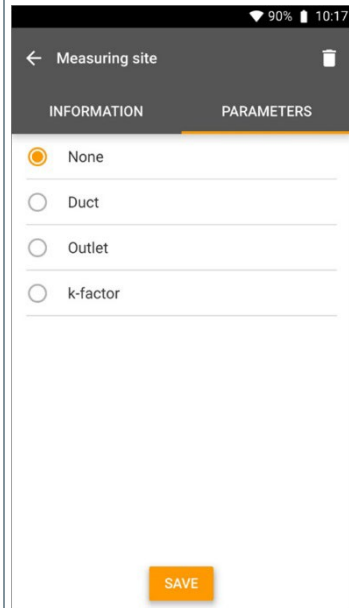 90% 10:17
Measuring site
INFORMATION PARAMETERS
None
Duct
Outlet
k-factor
SAVE